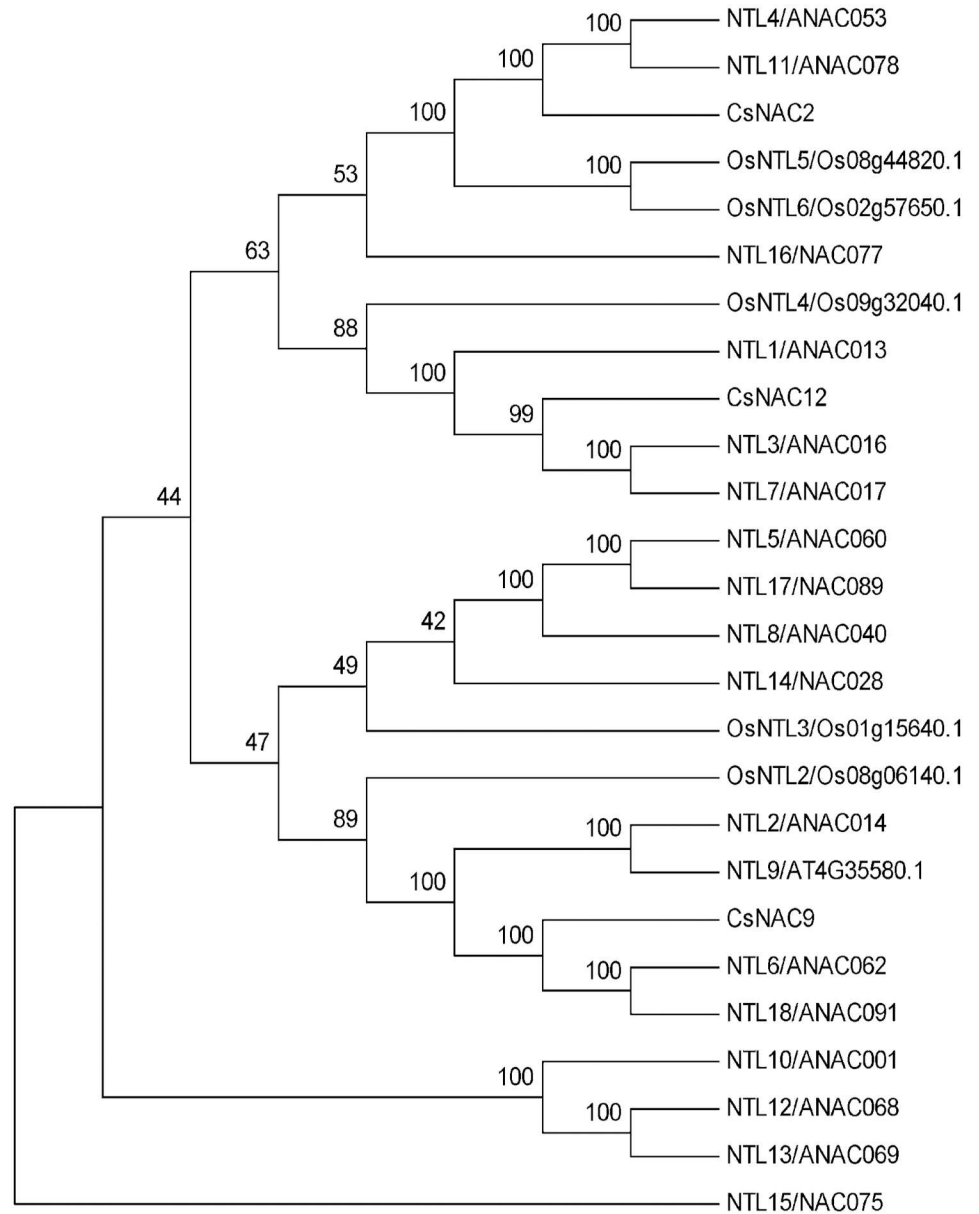 100
NTL4/ANAC053
100
NTL11/ANAC078
100
CsNAC2
100
OsNTL5/Os08g44820.1
53
OsNTL6/Os02g57650.1
63
NTL16/NAC077
OsNTL4/Os09g32040.1
88
NTL1/ANAC013
100
CsNAC12
99
NTL3/ANAC016
100
NTL7/ANAC017
44
NTL5/ANAC060
100
NTL17/NAC089
100
NTL8/ANAC040
42
NTL14/NAC028
49
OsNTL3/Os01g15640.1
47
OsNTL2/Os08g06140.1
89
NTL2/ANAC014
100
NTL9/AT4G35580.1
100
CsNAC9
100
NTL6/ANAC062
100
NTL18/ANAC091
NTL10/ANAC001
100
NTL12/ANAC068
100
NTL13/ANAC069
NTL15/NAC075